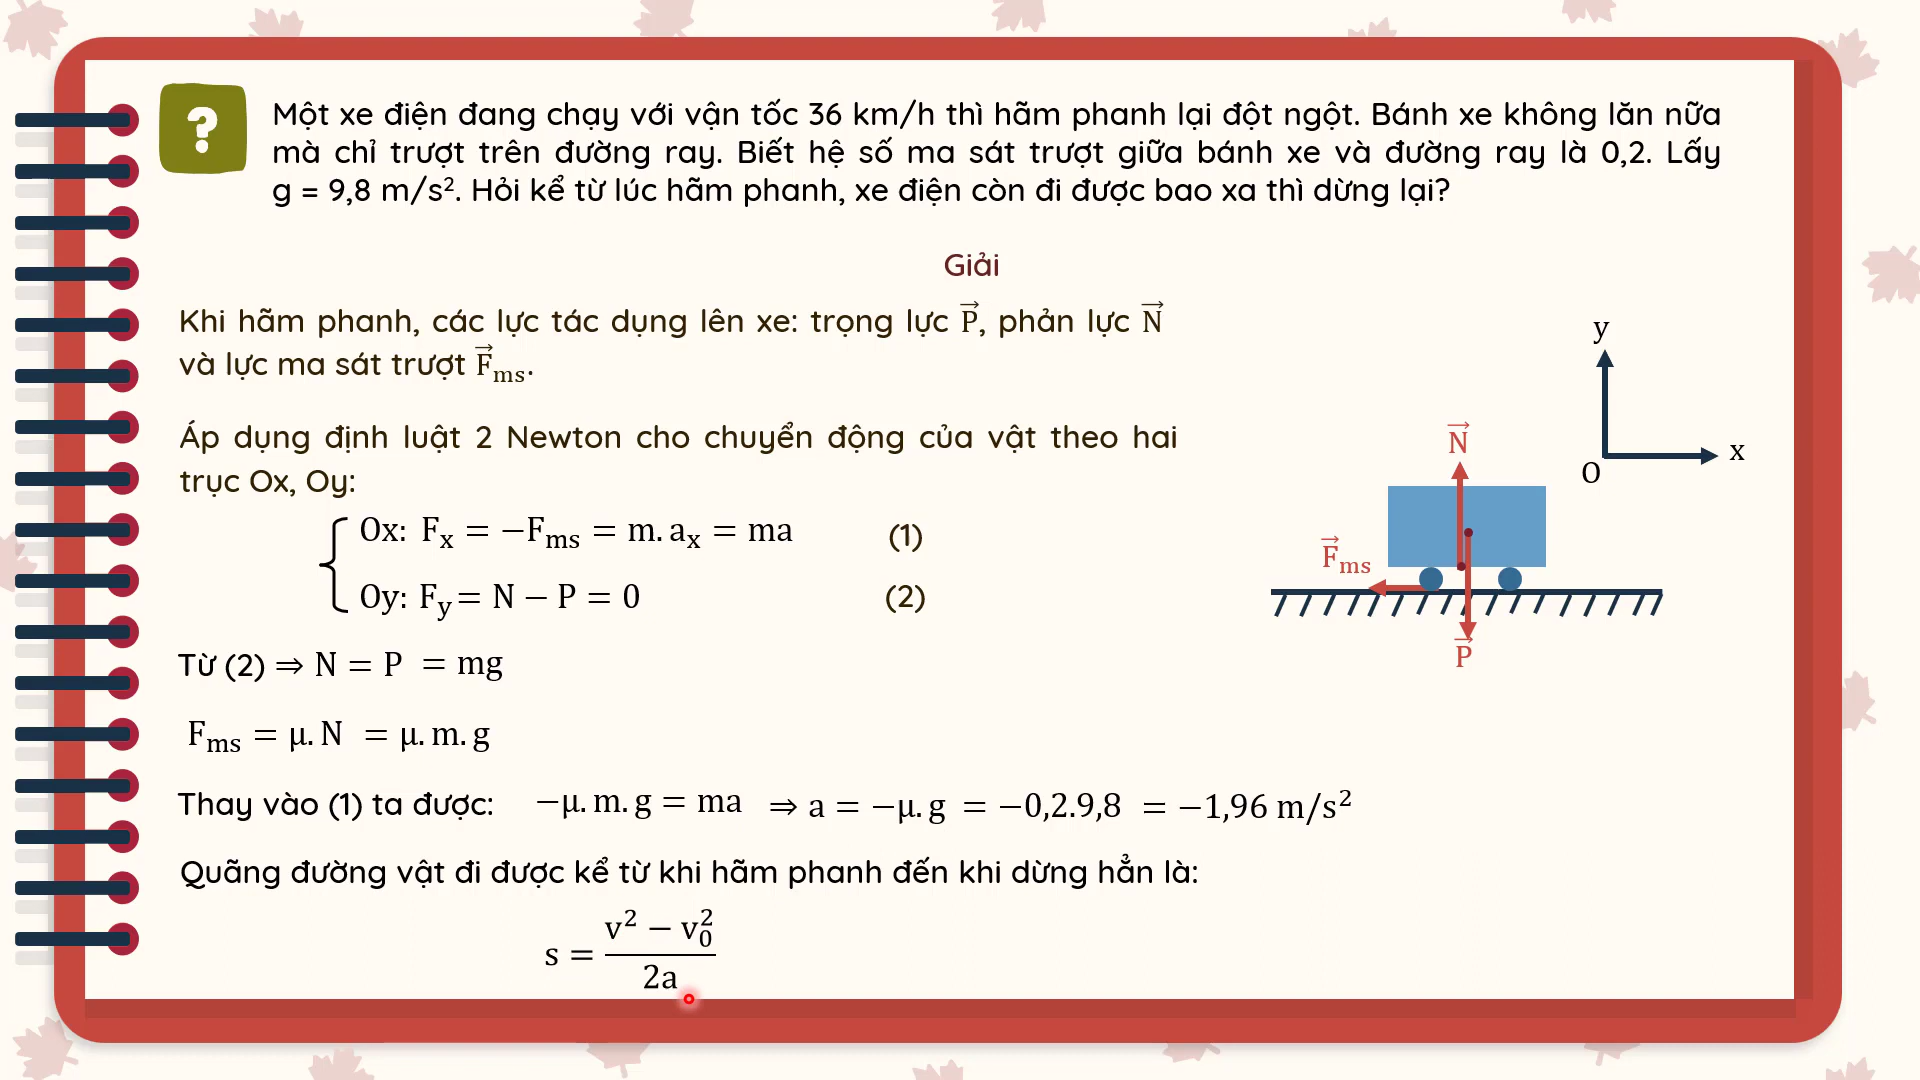 ?
Một xe điện đang chạy với vận tốc 36 km/h thì hãm phanh lại đột ngột. Bánh xe không lăn nữa
mà chỉ trượt trên đường ray. Biết hệ số ma sát trượt giữa bánh xe và đường ray là 0,2. Lấy
g = 9,8 m/s². Hỏi kể từ lúc hãm phanh, xe điện còn đi được bao xa thì dừng lại?
Giải
Khi hãm phanh, các lực tác dụng lên xe: trọng lực P⃗, phản lực N⃗
và lực ma sát trượt F⃗ms.
Áp dụng định luật 2 Newton cho chuyển động của vật theo hai
trục Ox, Oy:
Ox: Fx = −Fms = m. ax = ma (1)
Oy: Fy = N − P = 0 (2)
Từ (2) ⇒ N = P = mg
Fms = μ. N = μ. m. g
Thay vào (1) ta được: −μ. m. g = ma ⇒ a = −μ. g = −0,2.9,8 = −1,96 m/s²
Quãng đường vật đi được kể từ khi hãm phanh đến khi dừng hẳn là:
s = (v² − v₀²)/2a
y
x
O
N⃗
F⃗ms
P⃗